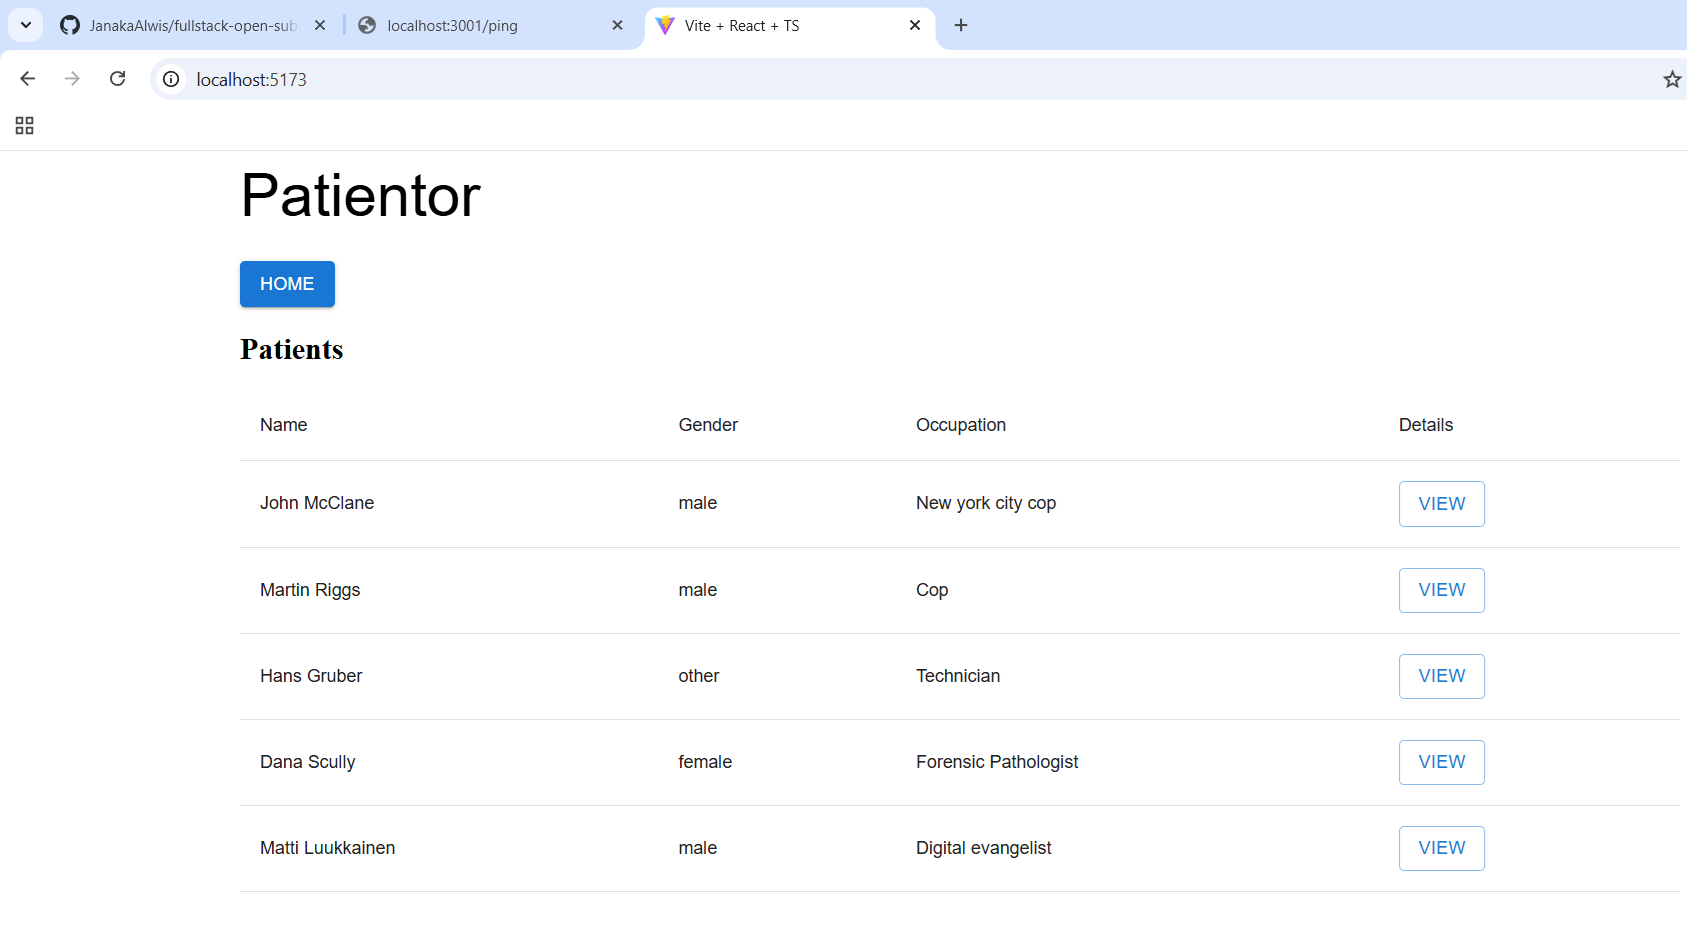 JanakaAlwis/fullstack-open-sub
localhost:3001/ping
Vite + React + TS
localhost:5173
Patientor
HOME
Patients
Name Gender Occupation Details
John McClane male New york city cop VIEW
Martin Riggs male Cop VIEW
Hans Gruber other Technician VIEW
Dana Scully female Forensic Pathologist VIEW
Matti Luukkainen male Digital evangelist VIEW